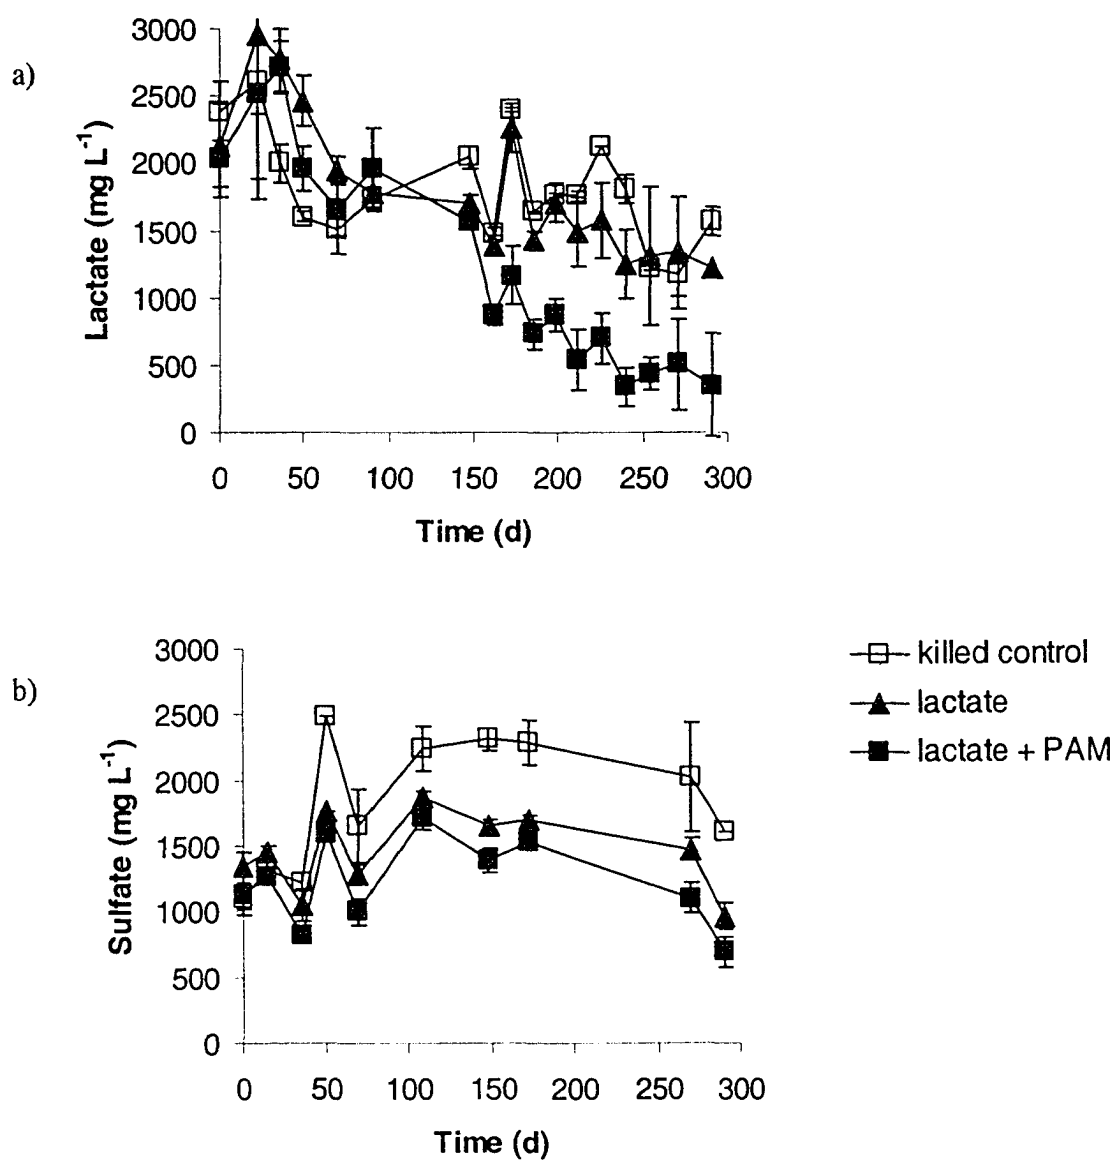 a)
Lactate (mg L⁻¹)
3000
2500
2000
1500
1000
500
0
0 50 100 150 200 250 300
Time (d)
b)
Sulfate (mg L⁻¹)
3000
2500
2000
1500
1000
500
0
0 50 100 150 200 250 300
Time (d)
killed control
lactate
lactate + PAM